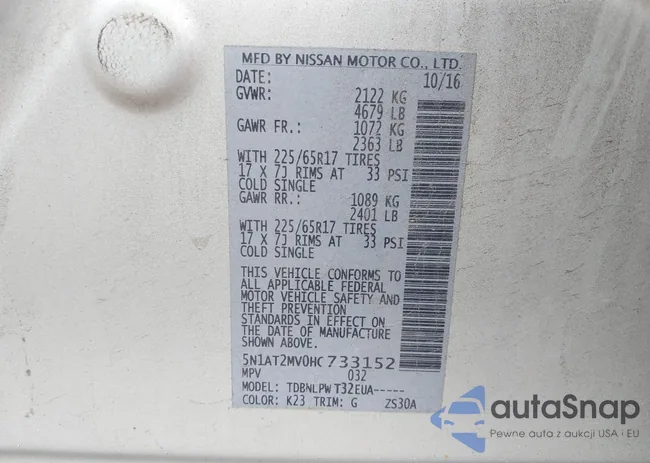 MFD BY NISSAN MOTOR CO., LTD.
DATE: 10/16
GVWR: 2122 KG
4679 LB
GAWR FR.: 1072 KG
2363 LB
WITH 225/65R17 TIRES
17 X 7J RIMS AT 33 PSI
COLD SINGLE
GAWR RR.: 1089 KG
2401 LB
WITH 225/65R17 TIRES
17 X 7J RIMS AT 33 PSI
COLD SINGLE
THIS VEHICLE CONFORMS TO
ALL APPLICABLE FEDERAL
MOTOR VEHICLE SAFETY AND
THEFT PREVENTION
STANDARDS IN EFFECT ON
THE DATE OF MANUFACTURE
SHOWN ABOVE.
5N1AT2MV0HC733152
MPV 032
MODEL: TDBNLPW T32EUA-----
COLOR: K23 TRIM: G ZS30A
autaSnap
Pewne auta z aukcji USA i EU